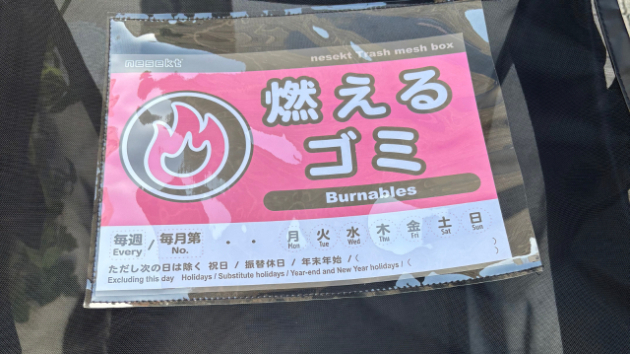 nesekt
nesekt Trash mesh box
燃える
ゴミ
Burnables
毎週 / 毎月第 ・ ・ 月 火 水 木 金 土 日
Every No. Mon Tue Wed Thu Fri Sat Sun
ただし次の日は除く 祝日 / 振替休日 / 年末年始 /（ ）
Excluding this day Holidays / Substitute holidays / Year-end and New Year holidays /（ ）